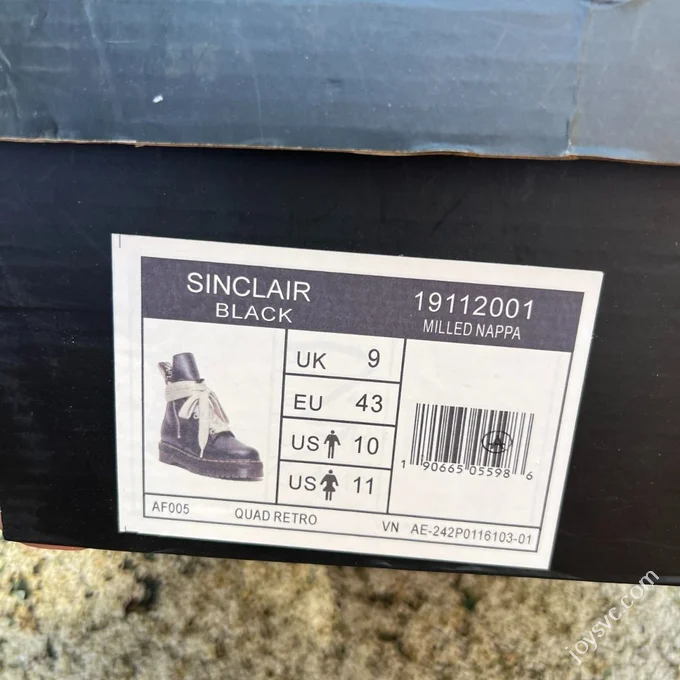 SINCLAIR
BLACK
19112001
MILLED NAPPA
UK 9
EU 43
US 10
US 11
1 90665 05598 6
AF005
QUAD RETRO
VN AE-242P0116103-01
joysvc.com